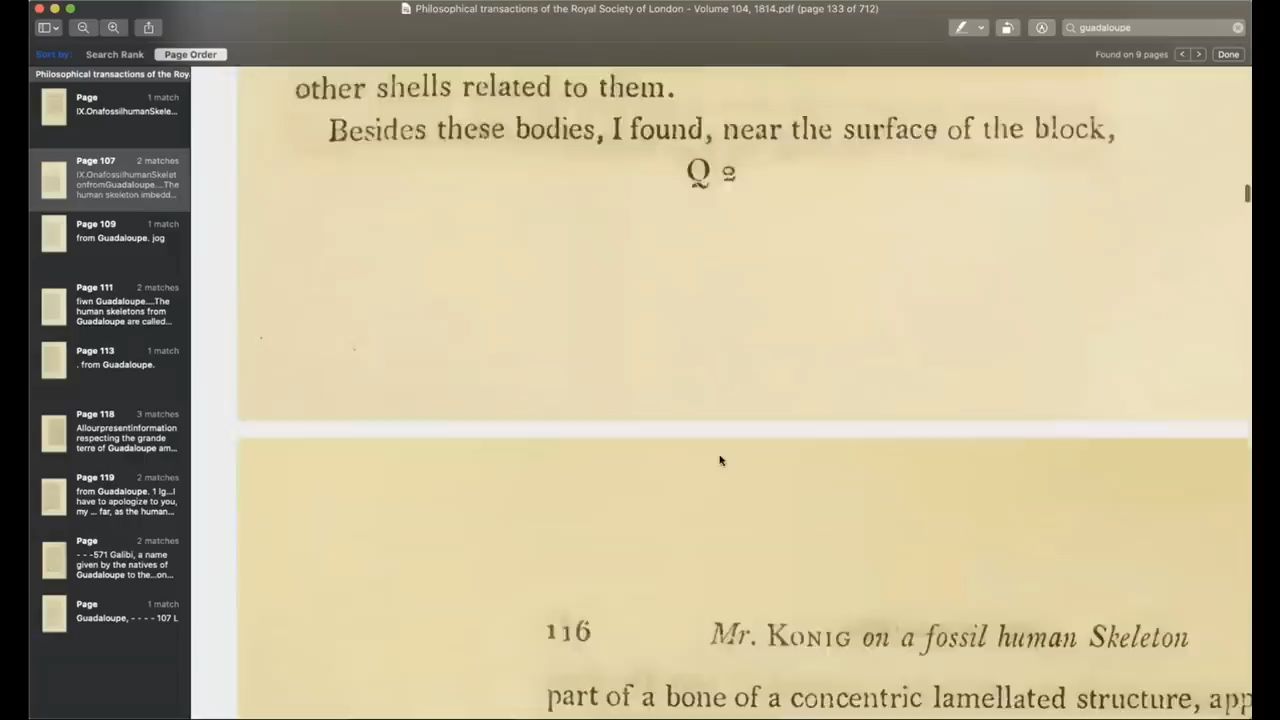 Philosophical transactions of the Royal Society of London - Volume 104, 1814.pdf (page 133 of 712)
guadaloupe
Sort by:
Search Rank
Page Order
Found on 9 pages
Done
Philosophical transactions of the Roy
Page 1 match
IX.OnafossilhumanSkele...
Page 107 2 matches
IX.OnafossilhumanSkelet
onfromGuadaloupe....The
human skeleton imbedd...
Page 109 1 match
from Guadaloupe. jog
Page 111 2 matches
fiwn Guadaloupe....The
human skeletons from
Guadaloupe are called...
Page 113 1 match
. from Guadaloupe.
Page 118 3 matches
Allourpresentinformation
respecting the grande
terre of Guadaloupe am...
Page 119 2 matches
from Guadaloupe. 1 lg...I
have to apologize to you,
my ... far, as the human...
Page 2 matches
- - -571 Galibi, a name
given by the natives of
Guadaloupe to the...on...
Page 1 match
Guadaloupe, - - - - 107 L
other shells related to them.
Besides these bodies, I found, near the surface of the block,
Q 2
116 Mr. KONIG on a fossil human Skeleton
part of a bone of a concentric lamellated structure, app